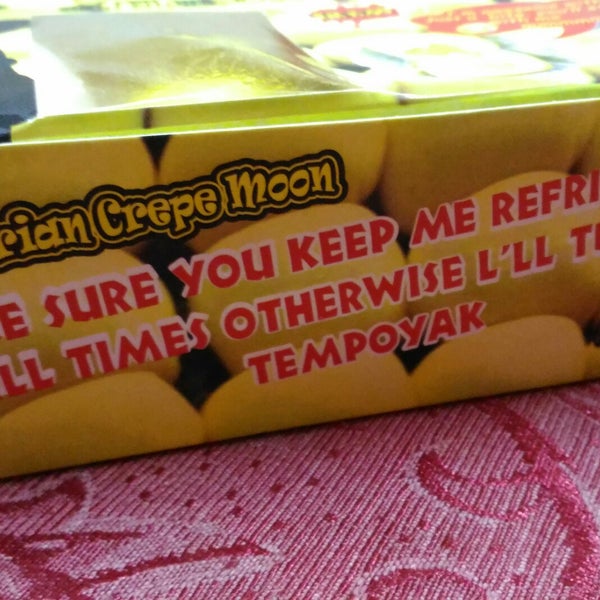 rian Crepe Moon
E SURE YOU KEEP ME REFRI
LL TIMES OTHERWISE L'LL T
TEMPOYAK